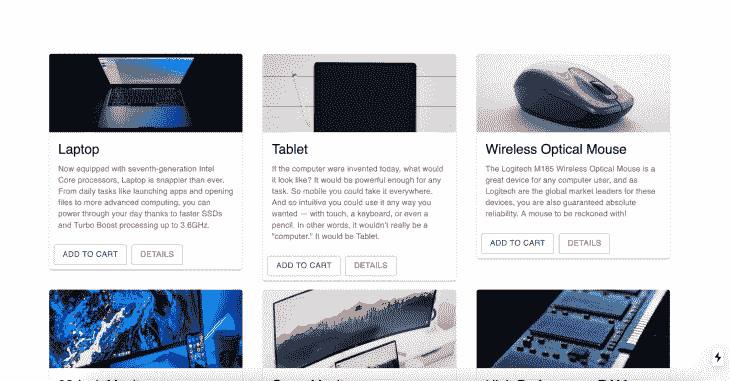 Laptop
Now equipped with seventh-generation Intel
Core processors, Laptop is snappier than ever.
From daily tasks like launching apps and opening
files to more advanced computing, you can
power through your day thanks to faster SSDs
and Turbo Boost processing up to 3.6GHz.
ADD TO CART
DETAILS
Tablet
If the computer were invented today, what would
it look like? It would be powerful enough for any
task. So mobile you could take it everywhere.
And so intuitive you could use it any way you
wanted — with touch, a keyboard, or even a
pencil. In other words, it wouldn't really be a
"computer." It would be Tablet.
ADD TO CART
DETAILS
Wireless Optical Mouse
The Logitech M185 Wireless Optical Mouse is a
great device for any computer user, and as
Logitech are the global market leaders for these
devices, you are also guaranteed absolute
reliability. A mouse to be reckoned with!
ADD TO CART
DETAILS